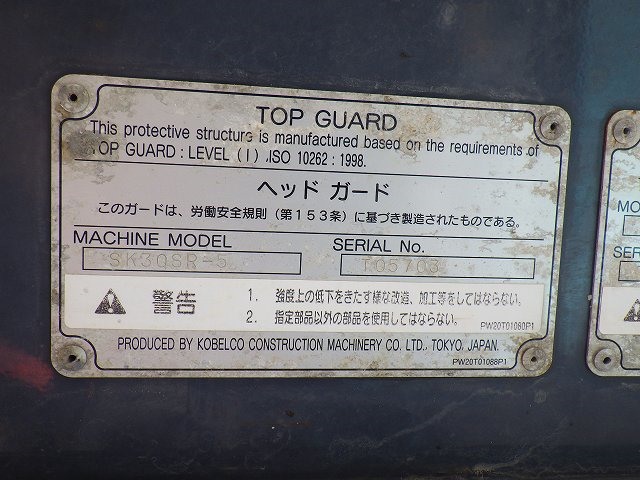 TOP GUARD
This protective structure is manufactured based on the requirements of
TOP GUARD : LEVEL (I) .ISO 10262 : 1998.
ヘッド ガード
このガードは、労働安全規則（第153条）に基づき製造されたものである。
MACHINE MODEL SERIAL No.
SK30SR-5 TG5703
警告
1. 強度上の低下をきたす様な改造、加工等をしてはならない。
2. 指定部品以外の部品を使用してはならない。
PW20T01080P1
PRODUCED BY KOBELCO CONSTRUCTION MACHINERY CO. LTD., TOKYO, JAPAN.
PW20T01088P1
MO